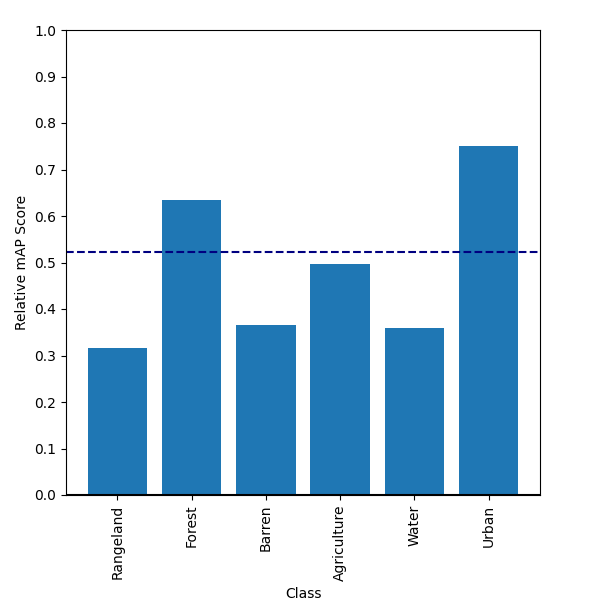 1.0
0.9
0.8
0.7
0.6
0.5
0.4
0.3
0.2
0.1
0.0
Relative mAP Score
Rangeland
Forest
Barren
Agriculture
Water
Urban
Class